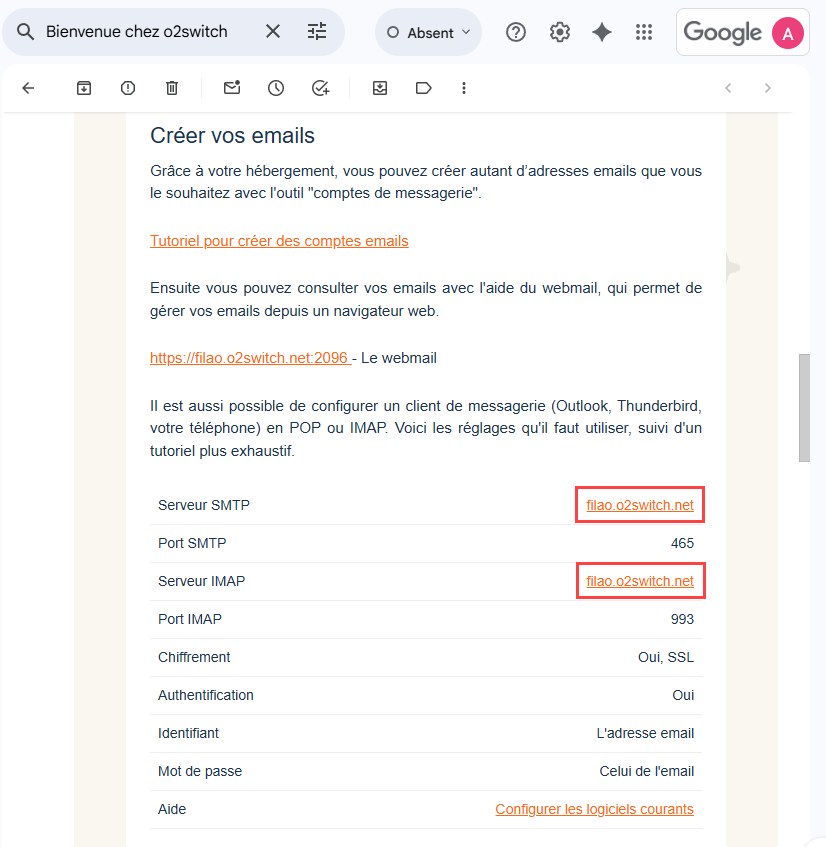 Bienvenue chez o2switch
Absent
Google
A
Créer vos emails
Grâce à votre hébergement, vous pouvez créer autant d'adresses emails que vous
le souhaitez avec l'outil "comptes de messagerie".
Tutoriel pour créer des comptes emails
Ensuite vous pouvez consulter vos emails avec l'aide du webmail, qui permet de
gérer vos emails depuis un navigateur web.
https://filao.o2switch.net:2096 - Le webmail
Il est aussi possible de configurer un client de messagerie (Outlook, Thunderbird,
votre téléphone) en POP ou IMAP. Voici les réglages qu'il faut utiliser, suivi d'un
tutoriel plus exhaustif.
Serveur SMTP filao.o2switch.net
Port SMTP 465
Serveur IMAP filao.o2switch.net
Port IMAP 993
Chiffrement Oui, SSL
Authentification Oui
Identifiant L'adresse email
Mot de passe Celui de l'email
Aide Configurer les logiciels courants